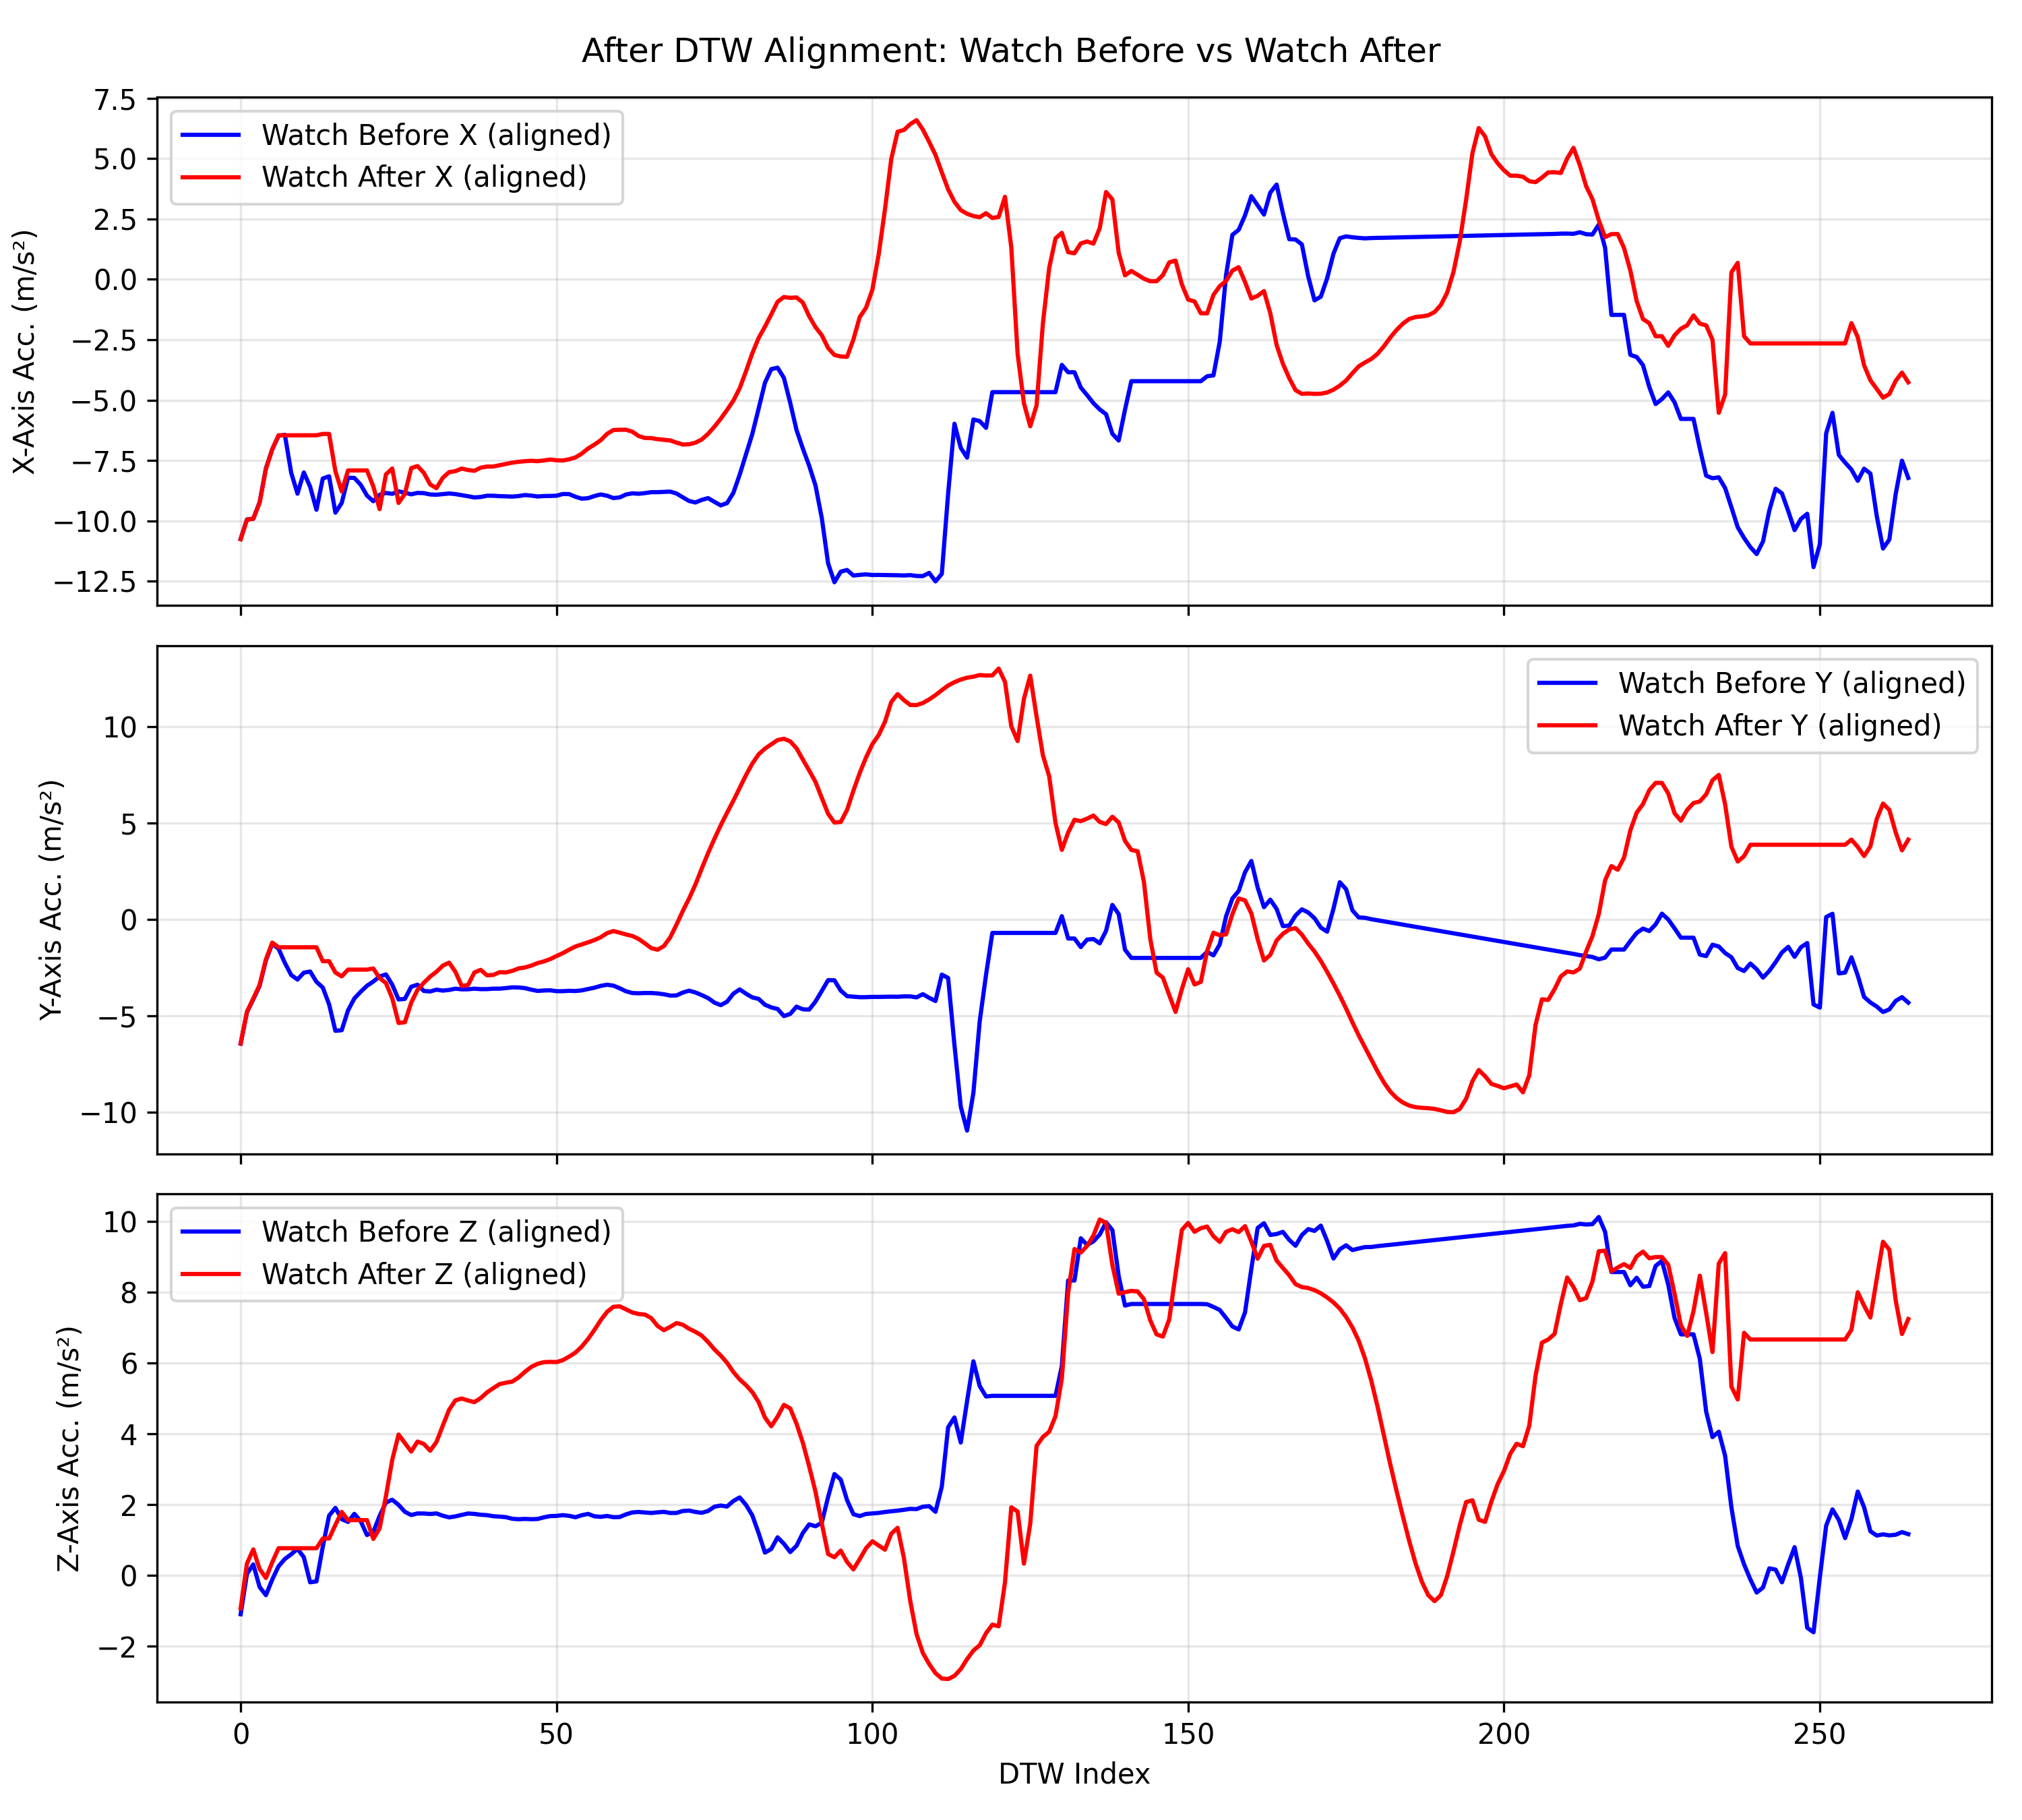 After DTW Alignment: Watch Before vs Watch After
7.5
5.0
2.5
0.0
−2.5
−5.0
−7.5
−10.0
−12.5
X-Axis Acc. (m/s²)
Watch Before X (aligned)
Watch After X (aligned)
10
5
0
−5
−10
Y-Axis Acc. (m/s²)
Watch Before Y (aligned)
Watch After Y (aligned)
10
8
6
4
2
0
−2
Z-Axis Acc. (m/s²)
Watch Before Z (aligned)
Watch After Z (aligned)
0 50 100 150 200 250
DTW Index